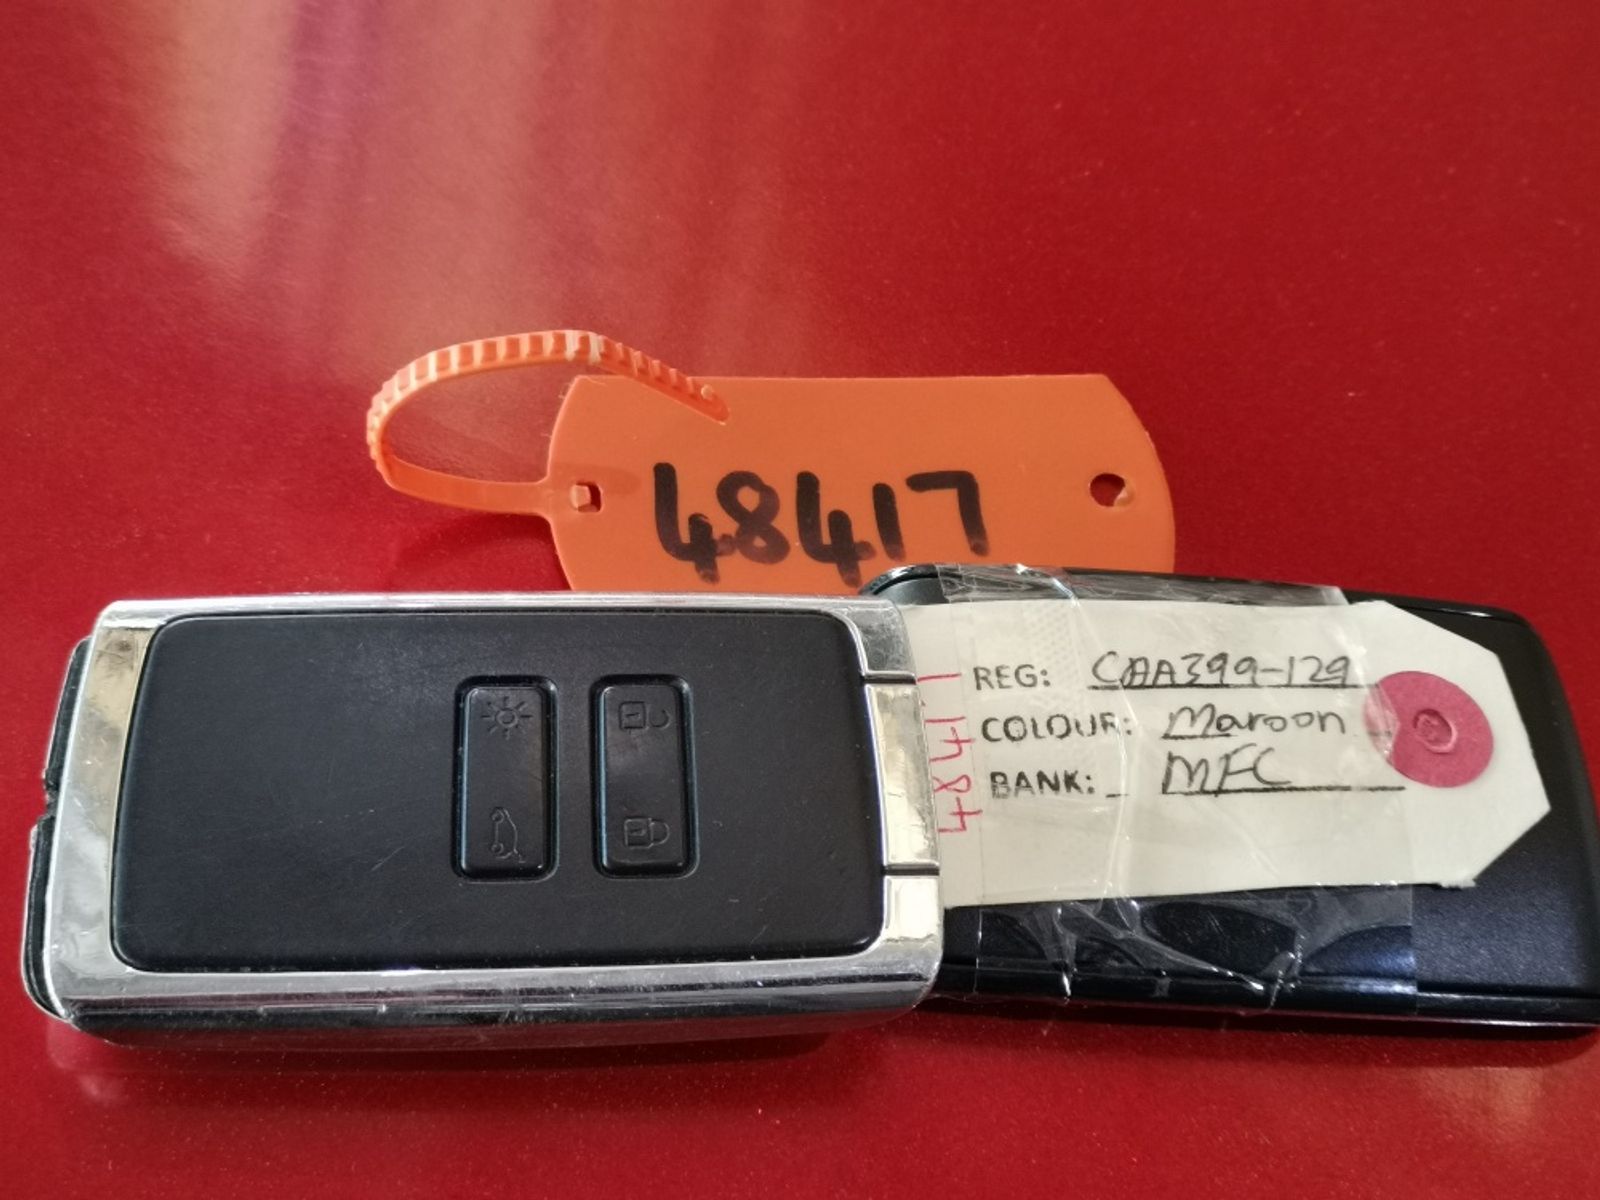 48417
REG: CAA399-129
COLOUR: Maroon
BANK: MFC
48417